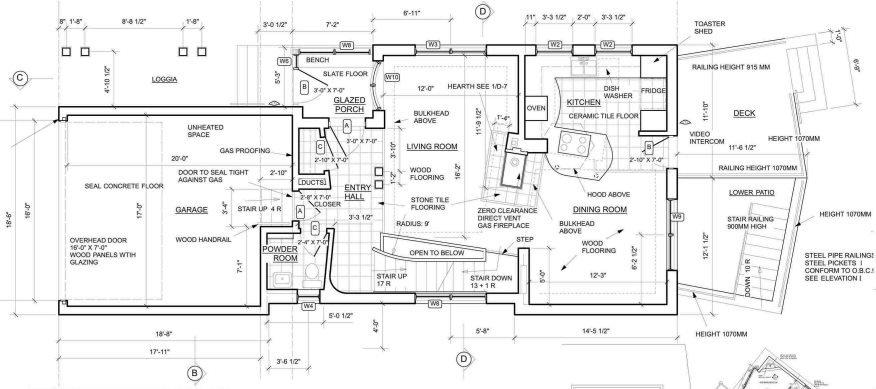 6'-11"
D
3'-0 1/2"
7'-2"
11"
3'-3 1/2"
2'-0"
3'-3 1/2"
8"
1'-8"
8'-8 1/2"
1'-8"
TOASTER
SHED
1'-0"
6'-9"
W8
W3
W2
W2
W6
BENCH
SLATE FLOOR
RAILING HEIGHT 915 MM
C
LOGGIA
4'-10 1/2"
5'-3"
B
3'-0"X 7'-0"
W10
12'-0"
HEARTH SEE 1/D-7
DISH
WASHER
FRIDGE
GLAZED
PORCH
OVEN
KITCHEN
11'-10"
DECK
BULKHEAD
ABOVE
11'-9 1/2"
1'-4"
CERAMIC TILE FLOOR
UNHEATED
SPACE
A
3'-0"X 7'-0"
VIDEO
INTERCOM
HEIGHT 1070MM
GAS PROOFING
C
3'-10"
LIVING ROOM
B
11'-6 1/2"
20'-0"
2'-10" X 7'-0"
2'-10" X 7'-0"
16'-2"
DOOR TO SEAL TIGHT
AGAINST GAS
2'-10"
WOOD
FLOORING
RAILING HEIGHT 1070MM
SEAL CONCRETE FLOOR
DUCTS
1'-2"
ENTRY
HALL
HOOD ABOVE
LOWER PATIO
2'-8" X 7'-0"
CLOSER
STONE TILE
FLOORING
18'-6"
16'-0"
17'-0"
GARAGE
3'-4"
STAIR UP 4 R
A
3'-3 1/2"
ZERO CLEARANCE
DIRECT VENT
GAS FIREPLACE
DINING ROOM
W9
STAIR RAILING
900MM HIGH
HEIGHT 1070MM
RADIUS: 9'
BULKHEAD
ABOVE
C
WOOD HANDRAIL
OVERHEAD DOOR
16'-0" X 7'-0"
WOOD PANELS WTIH
GLAZING
2'-4" X 7'-0"
POWDER
ROOM
STEP
WOOD
FLOORING
6'-2 1/2"
12'-1 1/2"
OPEN TO BELOW
STEEL PIPE RAILING
STEEL PICKETS
CONFORM TO O.B.C.
SEE ELEVATION
7'-1"
5'-0"
12'-3"
STAIR UP
17 R
STAIR DOWN
13 + 1 R
DOWN 10 R
W4
W8
HEIGHT 1070MM
5'-0 1/2"
4'-0"
5'-8"
14'-5 1/2"
18'-8"
17'-11"
3'-6 1/2"
B
D